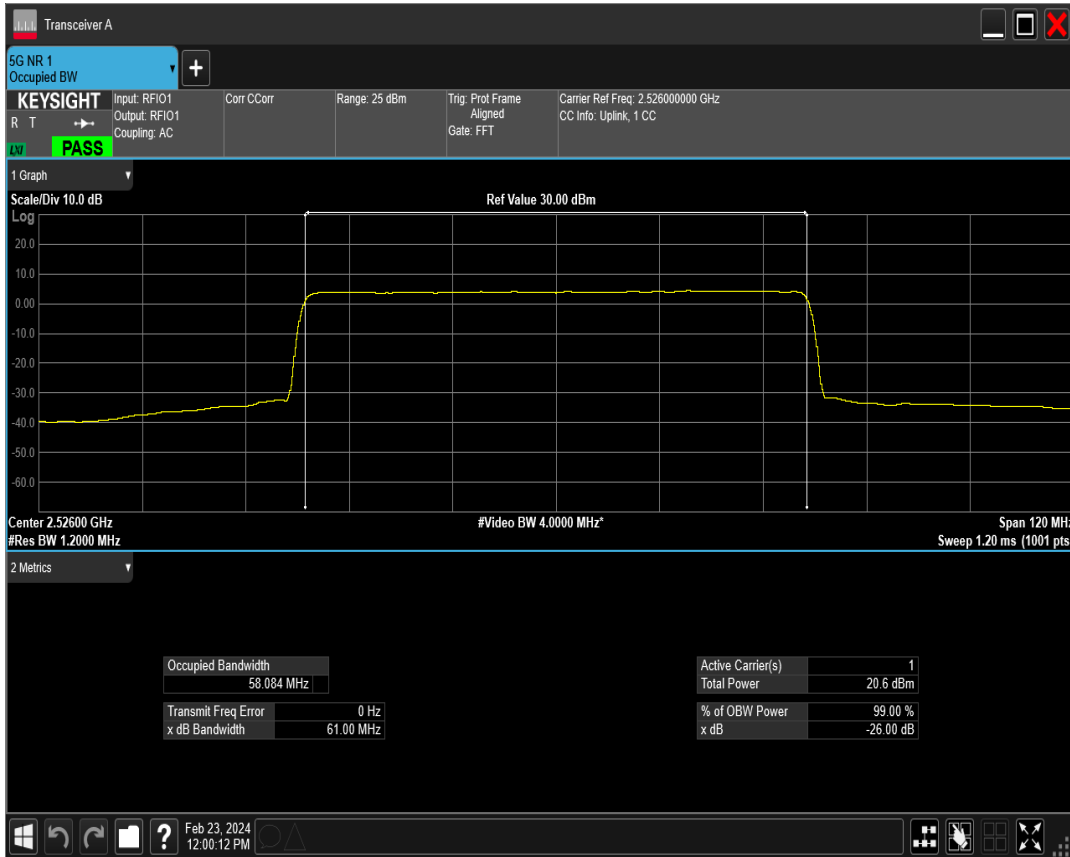 Transceiver A
5G NR 1
Occupied BW
+
KEYSIGHT
R T
LXI
PASS
Input: RFIO1
Output: RFIO1
Coupling: AC
Corr CCorr
Range: 25 dBm
Trig: Prot Frame
Aligned
Gate: FFT
Carrier Ref Freq: 2.526000000 GHz
CC Info: Uplink, 1 CC
1 Graph
Scale/Div 10.0 dB
Ref Value 30.00 dBm
Log
20.0
10.0
0.00
-10.0
-20.0
-30.0
-40.0
-50.0
-60.0
Center 2.52600 GHz
#Video BW 4.0000 MHz*
Span 120 MHz
#Res BW 1.2000 MHz
Sweep 1.20 ms (1001 pts
2 Metrics
Occupied Bandwidth
58.084 MHz
Transmit Freq Error 0 Hz
x dB Bandwidth 61.00 MHz
Active Carrier(s) 1
Total Power 20.6 dBm
% of OBW Power 99.00 %
x dB -26.00 dB
?
Feb 23, 2024
12:00:12 PM